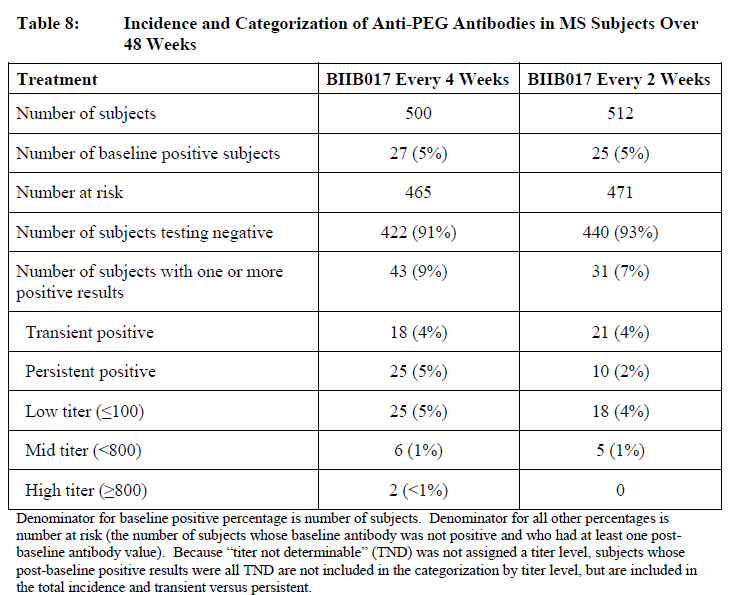 Table 8: Incidence and Categorization of Anti-PEG Antibodies in MS Subjects Over
48 Weeks
Treatment BIIB017 Every 4 Weeks BIIB017 Every 2 Weeks
Number of subjects 500 512
Number of baseline positive subjects 27 (5%) 25 (5%)
Number at risk 465 471
Number of subjects testing negative 422 (91%) 440 (93%)
Number of subjects with one or more
positive results 43 (9%) 31 (7%)
Transient positive 18 (4%) 21 (4%)
Persistent positive 25 (5%) 10 (2%)
Low titer (≤100) 25 (5%) 18 (4%)
Mid titer (<800) 6 (1%) 5 (1%)
High titer (≥800) 2 (<1%) 0
Denominator for baseline positive percentage is number of subjects. Denominator for all other percentages is
number at risk (the number of subjects whose baseline antibody was not positive and who had at least one post-
baseline antibody value). Because “titer not determinable” (TND) was not assigned a titer level, subjects whose
post-baseline positive results were all TND are not included in the categorization by titer level, but are included in
the total incidence and transient versus persistent.